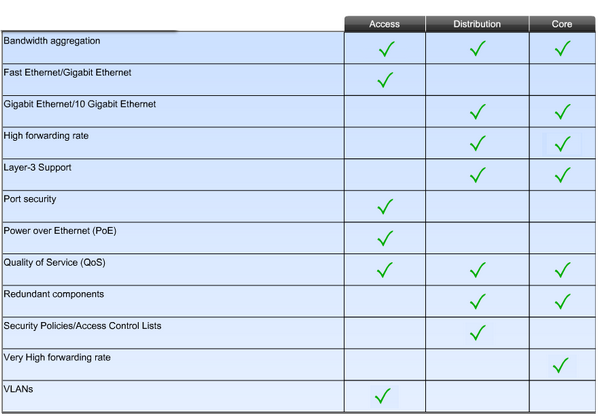 Access Distribution Core
Bandwidth aggregation
Fast Ethernet/Gigabit Ethernet
Gigabit Ethernet/10 Gigabit Ethernet
High forwarding rate
Layer-3 Support
Port security
Power over Ethernet (PoE)
Quality of Service (QoS)
Redundant components
Security Policies/Access Control Lists
Very High forwarding rate
VLANs